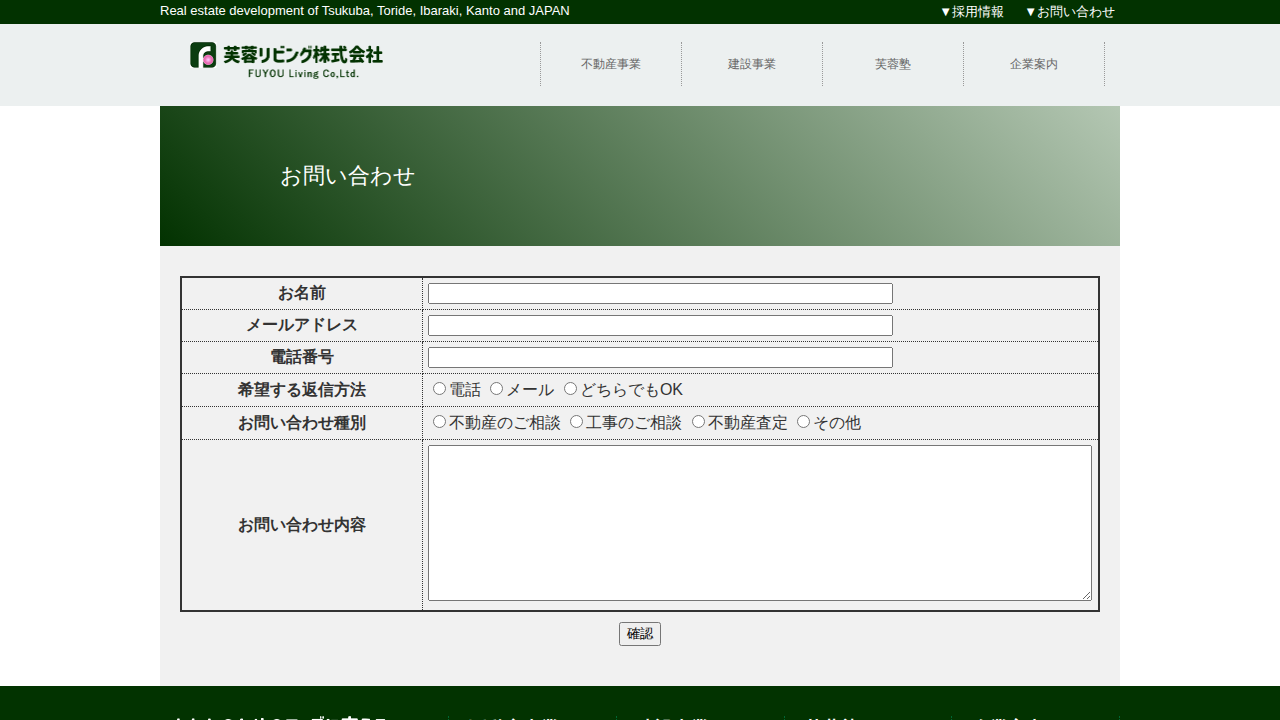 Real estate development of Tsukuba, Toride, Ibaraki, Kanto and JAPAN
▼採用情報 ▼お問い合わせ
芙蓉リビング株式会社
FUYOU Living Co,Ltd.
不動産事業 建設事業 芙蓉塾 企業案内
お問い合わせ
お名前
メールアドレス
電話番号
希望する返信方法 電話 メール どちらでもOK
お問い合わせ種別 不動産のご相談 工事のご相談 不動産査定 その他
お問い合わせ内容
確認